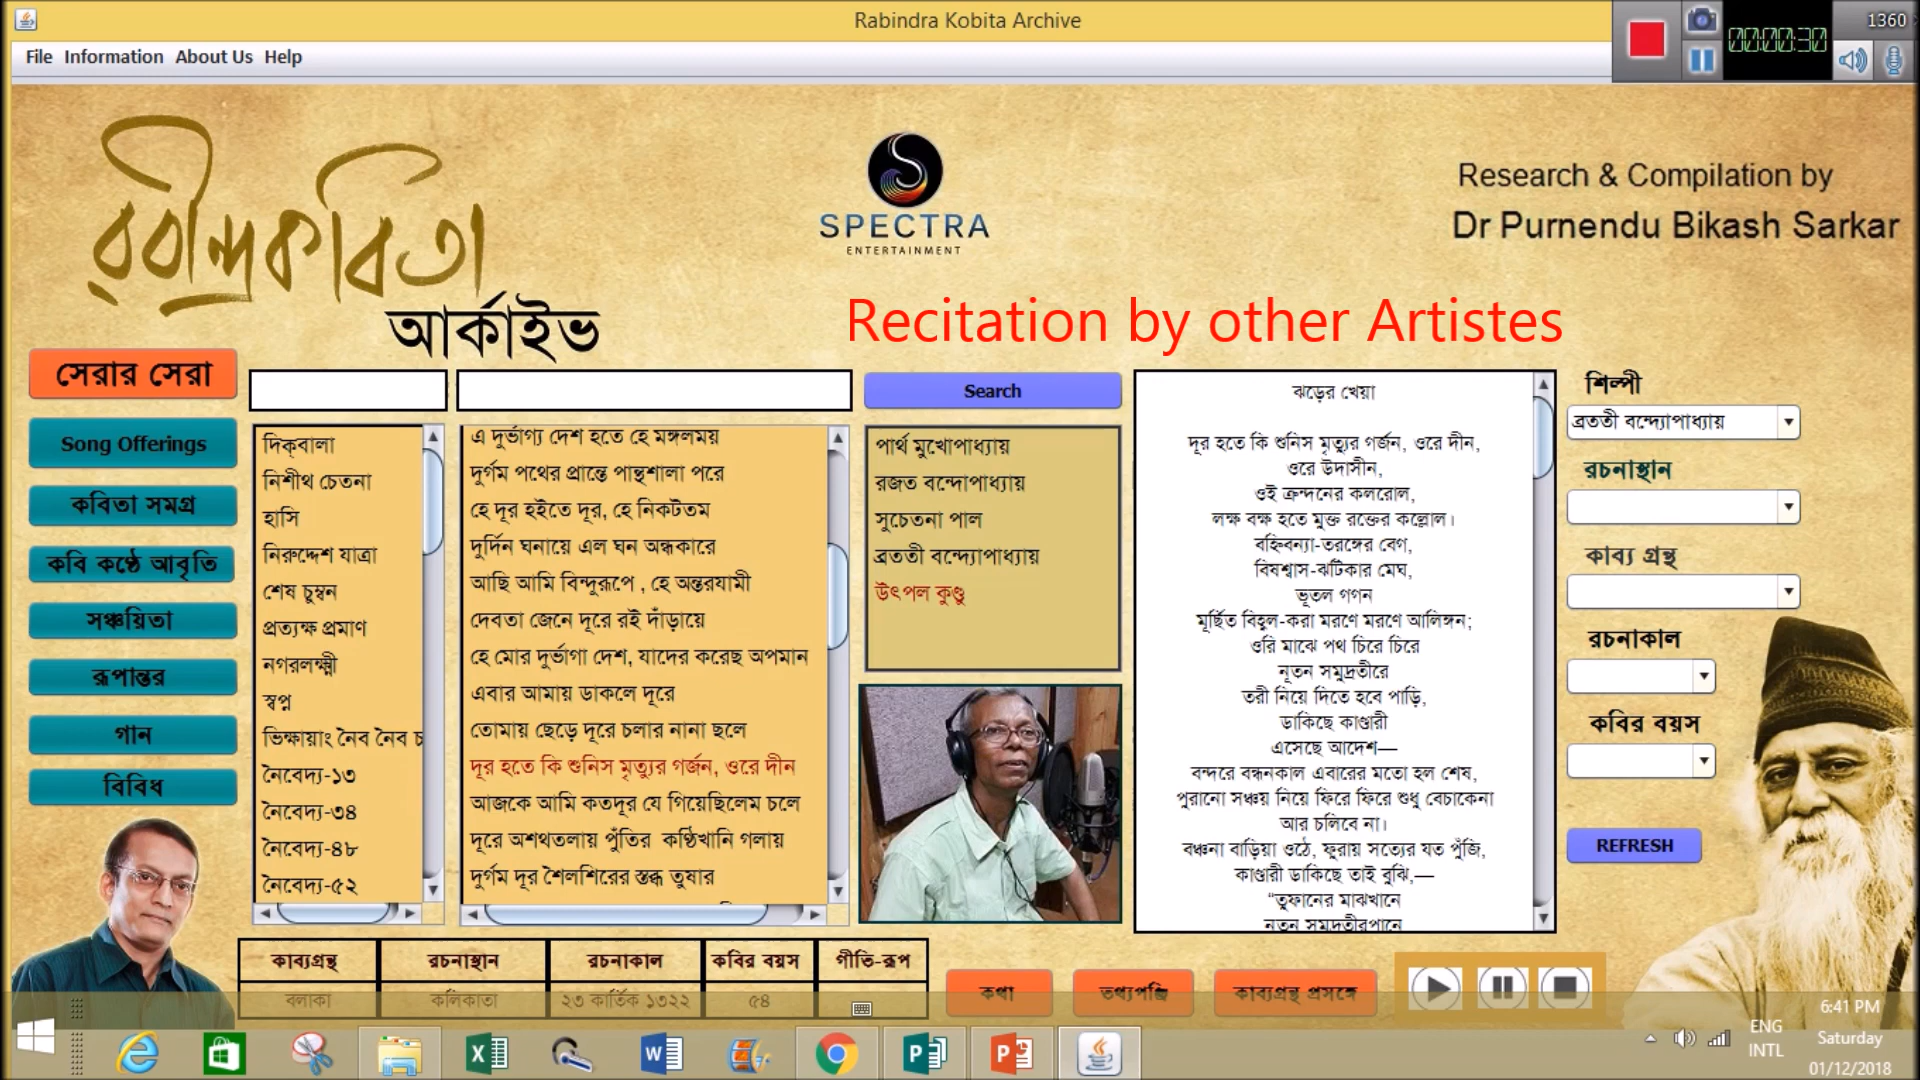 Rabindra Kobita Archive
1360
00:00:30
File Information About Us Help
রবীন্দ্রকবিতা
আর্কাইভ
SPECTRA
ENTERTAINMENT
Research & Compilation by
Dr Purnendu Bikash Sarkar
Recitation by other Artistes
সেরার সেরা
Song Offerings
কবিতা সমগ্র
কবি কণ্ঠে আবৃতি
সঞ্চয়িতা
রূপান্তর
গান
বিবিধ
দিক্‌বালা
নিশীথ চেতনা
হাসি
নিরুদ্দেশ যাত্রা
শেষ চুম্বন
প্রত্যক্ষ প্রমাণ
নগরলক্ষ্মী
স্বপ্ন
ভিক্ষায়াং নৈব নৈব চ
নৈবেদ্য-১৩
নৈবেদ্য-৩৪
নৈবেদ্য-৪৮
নৈবেদ্য-৫২
এ দুর্ভাগ্য দেশ হতে হে মঙ্গলময়
দুর্গম পথের প্রান্তে পান্থশালা পরে
হে দূর হইতে দূর, হে নিকটতম
দুর্দিন ঘনায়ে এল ঘন অন্ধকারে
আছি আমি বিন্দুরূপে , হে অন্তরযামী
দেবতা জেনে দূরে রই দাঁড়ায়ে
হে মোর দুর্ভাগা দেশ, যাদের করেছ অপমান
এবার আমায় ডাকলে দূরে
তোমায় ছেড়ে দূরে চলার নানা ছলে
দূর হতে কি শুনিস মৃত্যুর গর্জন, ওরে দীন
আজকে আমি কতদূর যে গিয়েছিলেম চলে
দূরে অশথতলায় পুঁতির কণ্ঠিখানি গলায়
দুর্গম দূর শৈলশিরের স্তব্ধ তুষার
Search
পার্থ মুখোপাধ্যায়
রজত বন্দোপাধ্যায়
সুচেতনা পাল
ব্রততী বন্দ্যোপাধ্যায়
উৎপল কুণ্ডু
ঝড়ের খেয়া
দূর হতে কি শুনিস মৃত্যুর গর্জন, ওরে দীন,
ওরে উদাসীন,
ওই ক্রন্দনের কলরোল,
লক্ষ বক্ষ হতে মুক্ত রক্তের কল্লোল।
বহ্নিবন্যা-তরঙ্গের বেগ,
বিষশ্বাস-ঝটিকার মেঘ,
ভূতল গগন
মূর্ছিত বিহ্বল-করা মরণে মরণে আলিঙ্গন;
ওরি মাঝে পথ চিরে চিরে
নূতন সমুদ্রতীরে
তরী নিয়ে দিতে হবে পাড়ি,
ডাকিছে কাণ্ডারী
এসেছে আদেশ—
বন্দরে বন্ধনকাল এবারের মতো হল শেষ,
পুরানো সঞ্চয় নিয়ে ফিরে ফিরে শুধু বেচাকেনা
আর চলিবে না।
বঞ্চনা বাড়িয়া ওঠে, ফুরায় সত্যের যত পুঁজি,
কাণ্ডারী ডাকিছে তাই বুঝি,—
“তুফানের মাঝখানে
নূতন সমুদ্রতীরপানে
শিল্পী
ব্রততী বন্দ্যোপাধ্যায়
রচনাস্থান
কাব্য গ্রন্থ
রচনাকাল
কবির বয়স
REFRESH
কাব্যগ্রন্থ রচনাস্থান রচনাকাল কবির বয়স গীতি-রূপ
বলাকা কলিকাতা ২৩ কার্তিক ১৩২২ ৫৪
কথা তথ্যপঞ্জি কাব্যগ্রন্থ প্রসঙ্গে
ENG
INTL
6:41 PM
Saturday
01/12/2018